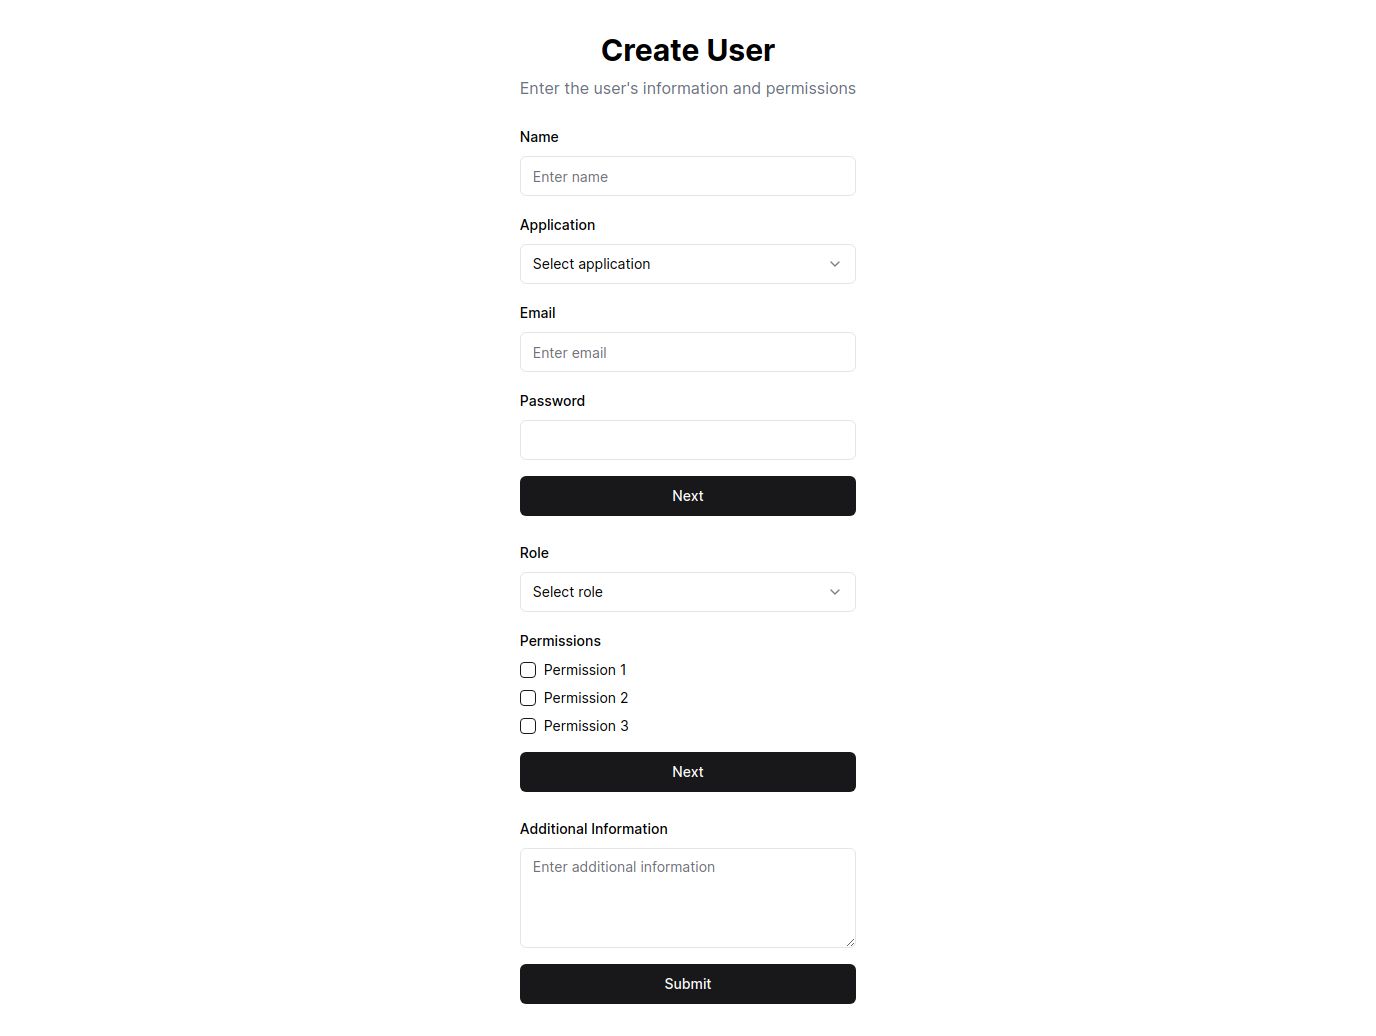 Create User
Enter the user's information and permissions
Name
Enter name
Application
Select application
Email
Enter email
Password
Next
Role
Select role
Permissions
Permission 1
Permission 2
Permission 3
Next
Additional Information
Enter additional information
Submit